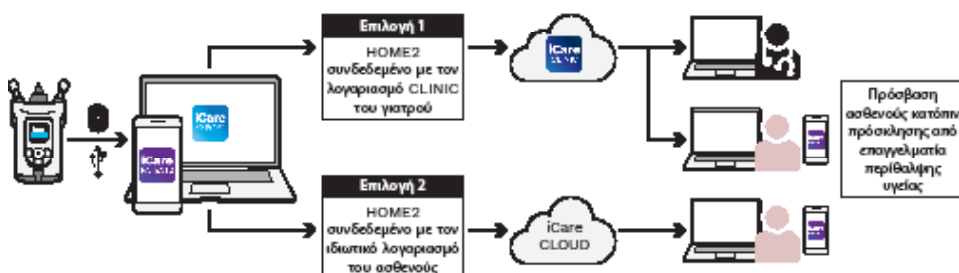 Επιλογή 1
HOME2
συνδεδεμένο με τον
λογαριασμό CLINIC
του γιατρού
iCare
CLINIC
iCare
iCare
PATIENT2
Πρόσβαση
ασθενούς κατόπιν
πρόσκλησης από
επαγγελματία
περίθαλψης
υγείας
Επιλογή 2
HOME2
συνδεδεμένο με τον
ιδιωτικό λογαριασμό
του ασθενούς
iCare
CLOUD